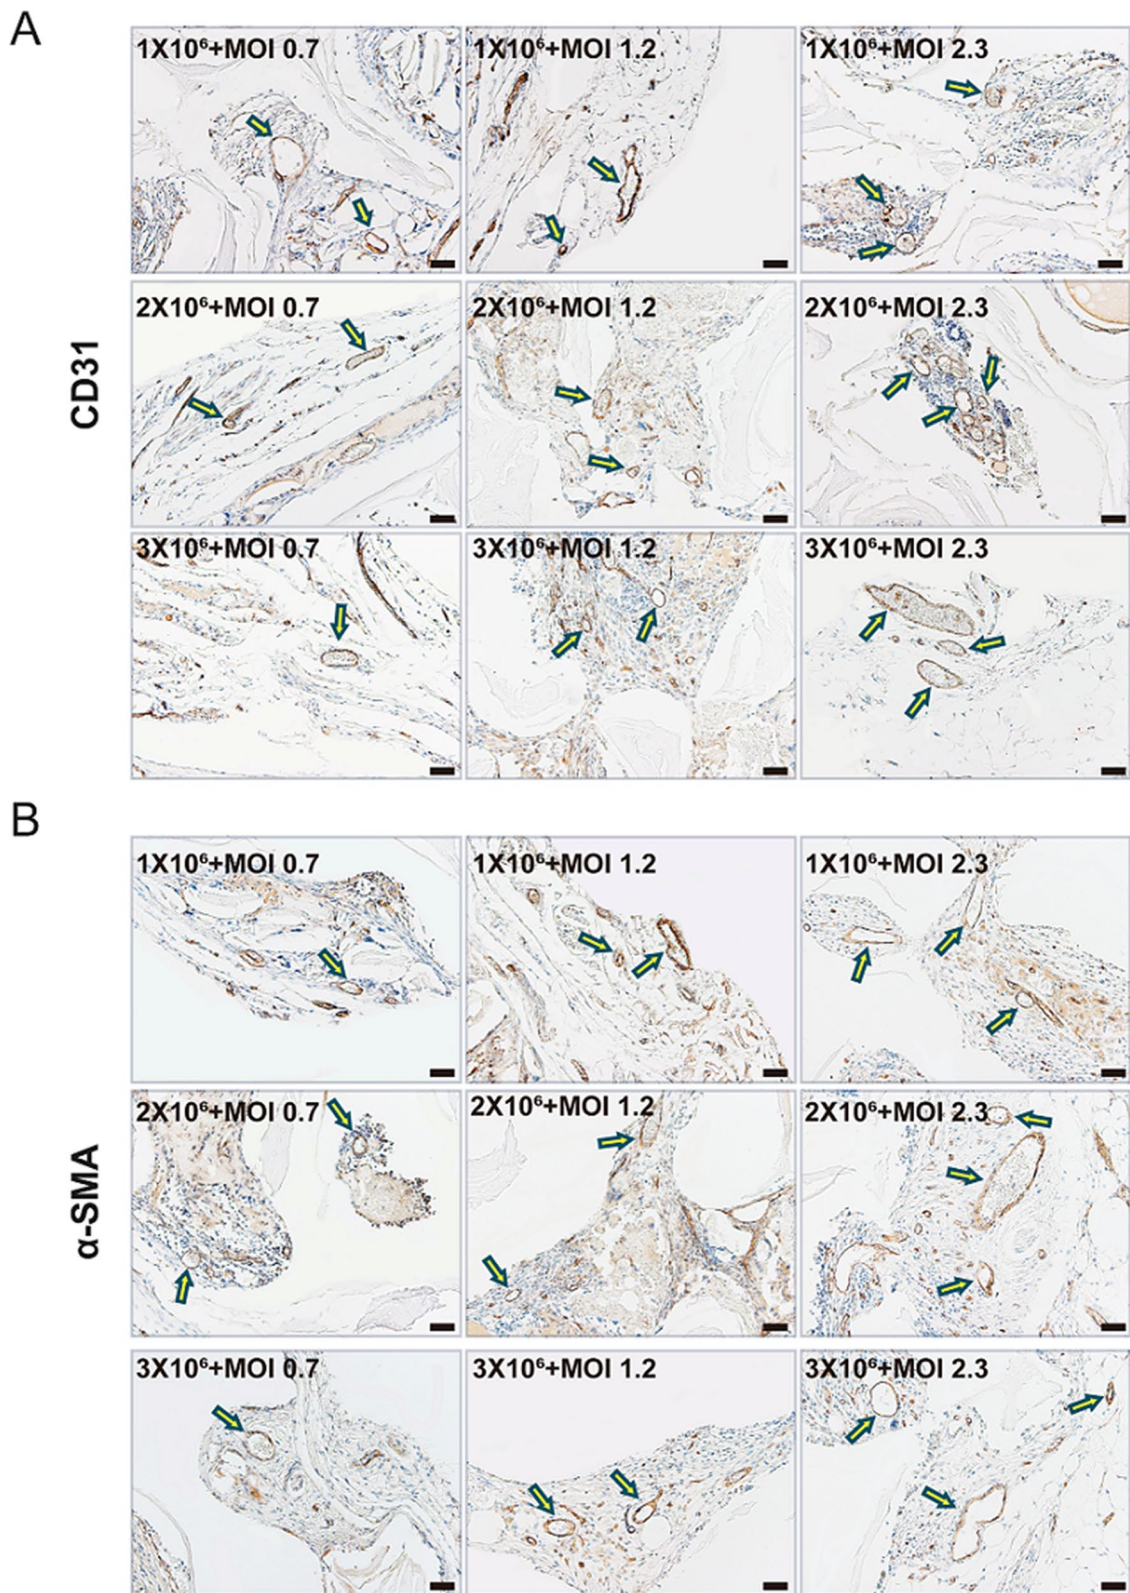 A
CD31
1X10⁶+MOI 0.7
1X10⁶+MOI 1.2
1X10⁶+MOI 2.3
2X10⁶+MOI 0.7
2X10⁶+MOI 1.2
2X10⁶+MOI 2.3
3X10⁶+MOI 0.7
3X10⁶+MOI 1.2
3X10⁶+MOI 2.3
B
α-SMA
1X10⁶+MOI 0.7
1X10⁶+MOI 1.2
1X10⁶+MOI 2.3
2X10⁶+MOI 0.7
2X10⁶+MOI 1.2
2X10⁶+MOI 2.3
3X10⁶+MOI 0.7
3X10⁶+MOI 1.2
3X10⁶+MOI 2.3